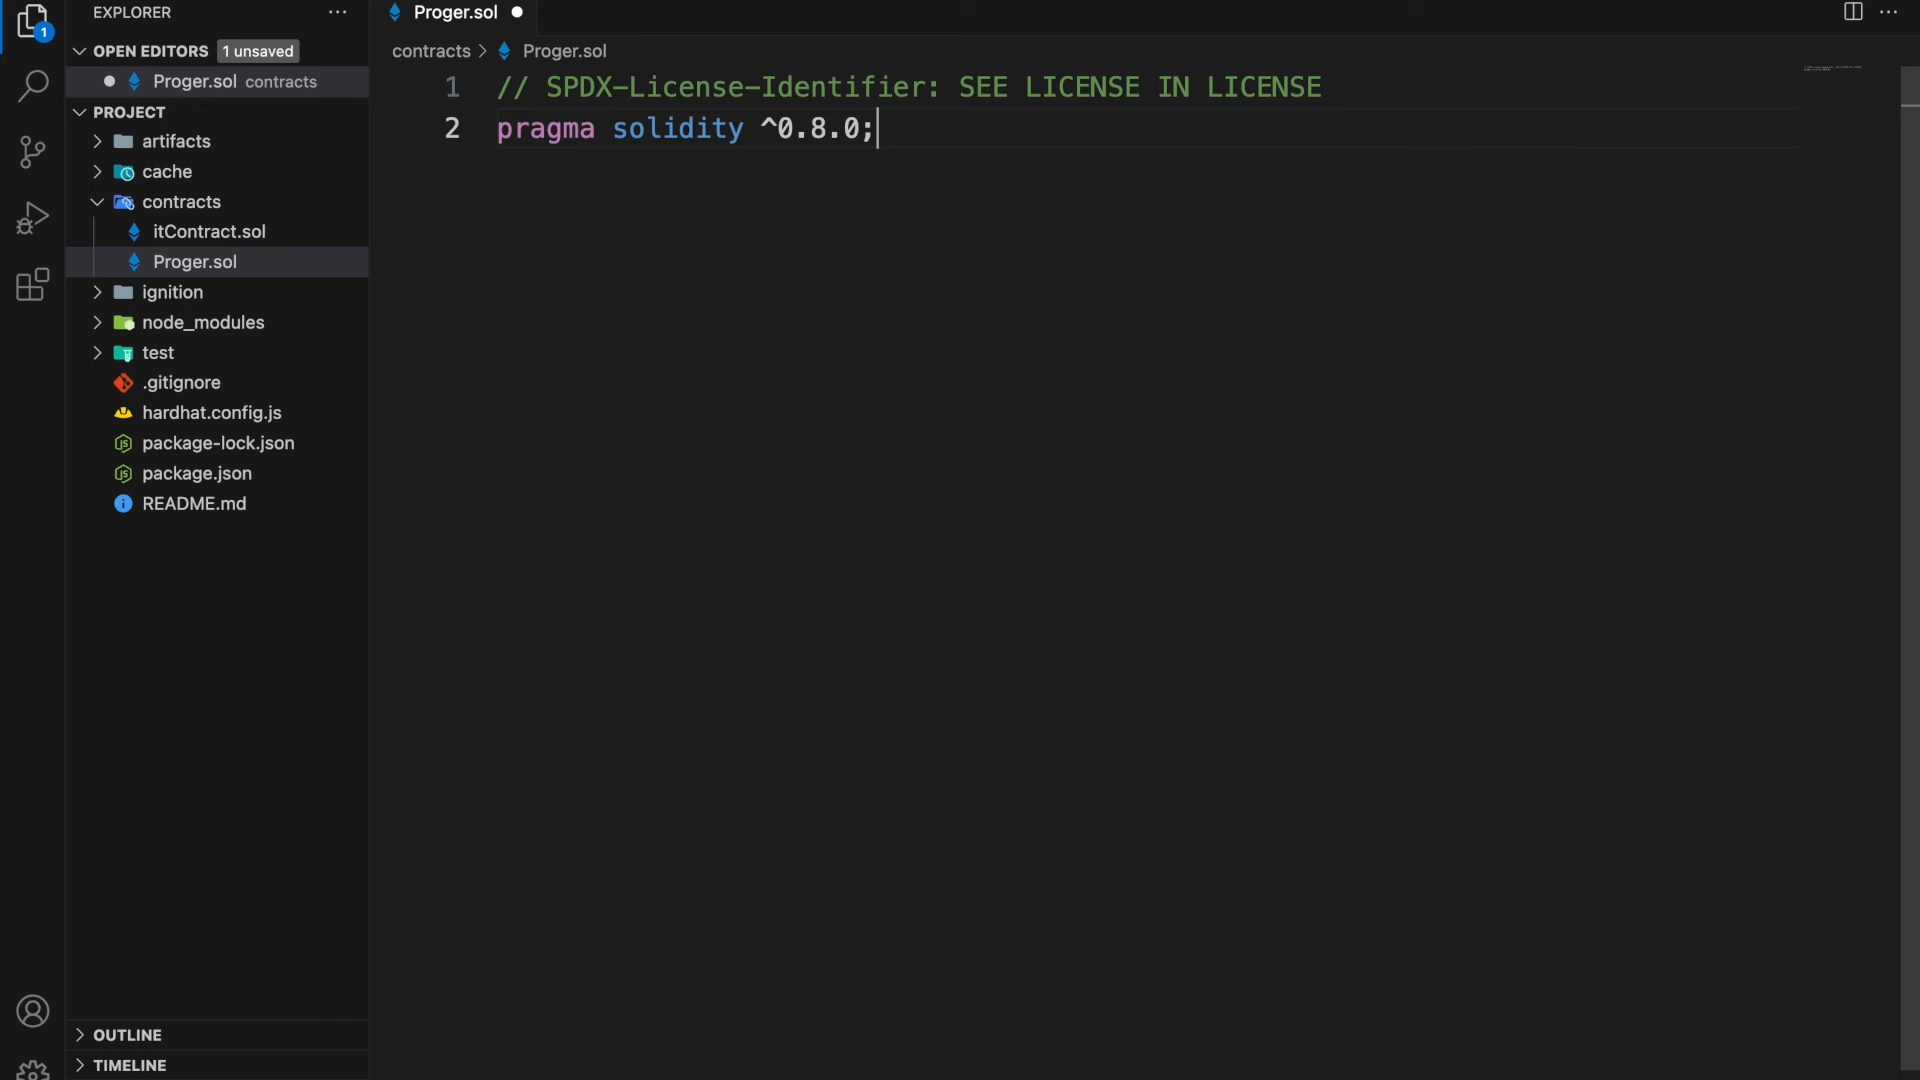 EXPLORER
OPEN EDITORS 1 unsaved
Proger.sol contracts
PROJECT
artifacts
cache
contracts
itContract.sol
Proger.sol
ignition
node_modules
test
.gitignore
hardhat.config.js
package-lock.json
package.json
README.md
OUTLINE
TIMELINE
1
Proger.sol
contracts > Proger.sol
1 // SPDX-License-Identifier: SEE LICENSE IN LICENSE
2 pragma solidity ^0.8.0;